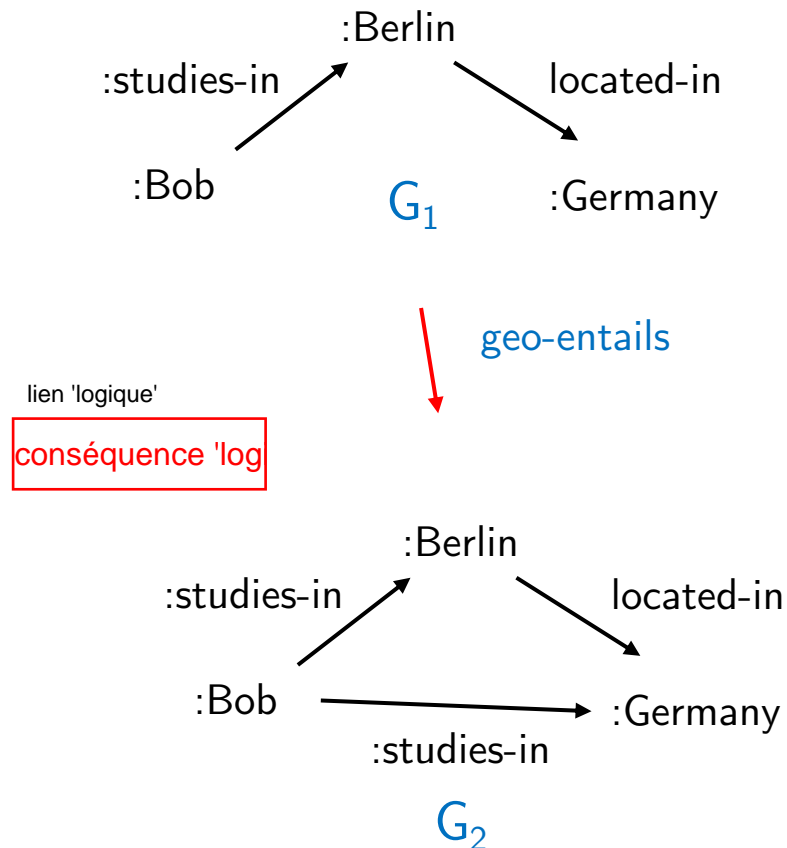 :Berlin
:studies-in
located-in
:Bob
:Germany
G₁
geo-entails
lien 'logique'
conséquence 'log
:Berlin
:studies-in
located-in
:Bob
:Germany
:studies-in
G₂